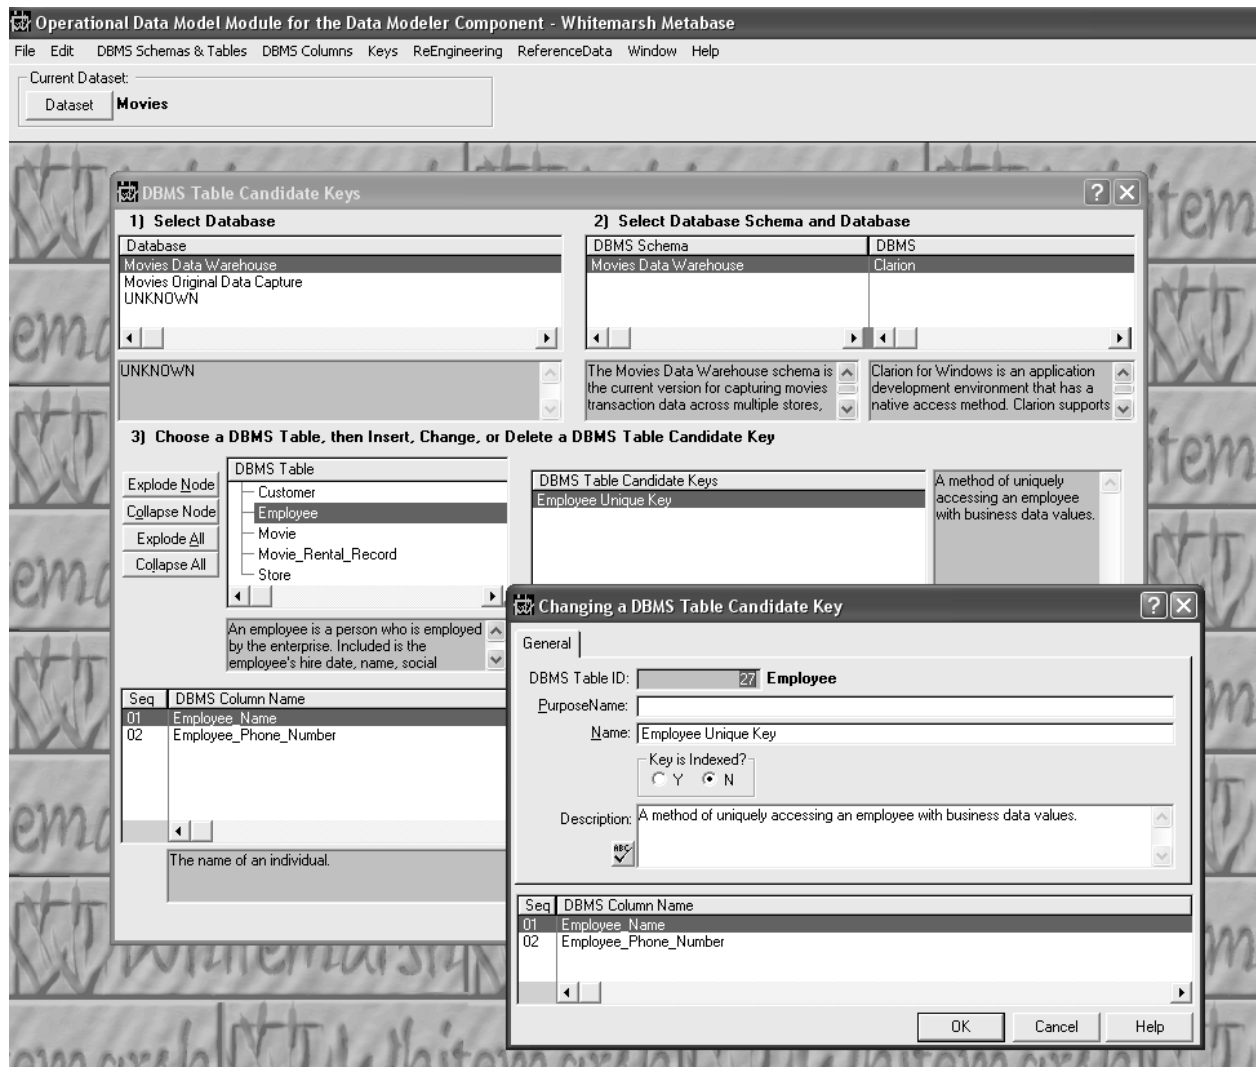 Operational Data Model Module for the Data Modeler Component - Whitemarsh Metabase
File Edit DBMS Schemas & Tables DBMS Columns Keys ReEngineering ReferenceData Window Help
Current Dataset:
Dataset Movies
DBMS Table Candidate Keys
1) Select Database
2) Select Database Schema and Database
Database
DBMS Schema DBMS
Movies Data Warehouse
Movies Original Data Capture
UNKNOWN
Movies Data Warehouse Clarion
UNKNOWN
The Movies Data Warehouse schema is
the current version for capturing movies
transaction data across multiple stores,
Clarion for Windows is an application
development environment that has a
native access method. Clarion supports
3) Choose a DBMS Table, then Insert, Change, or Delete a DBMS Table Candidate Key
Explode Node
Collapse Node
Explode All
Collapse All
DBMS Table
Customer
Employee
Movie
Movie_Rental_Record
Store
DBMS Table Candidate Keys
Employee Unique Key
A method of uniquely
accessing an employee
with business data values.
An employee is a person who is employed
by the enterprise. Included is the
employee's hire date, name, social
Seq DBMS Column Name
01 Employee_Name
02 Employee_Phone_Number
The name of an individual.
Changing a DBMS Table Candidate Key
General
DBMS Table ID: 27 Employee
PurposeName:
Name: Employee Unique Key
Key is Indexed?
Y N
Description: A method of uniquely accessing an employee with business data values.
ABC
Seq DBMS Column Name
01 Employee_Name
02 Employee_Phone_Number
OK Cancel Help